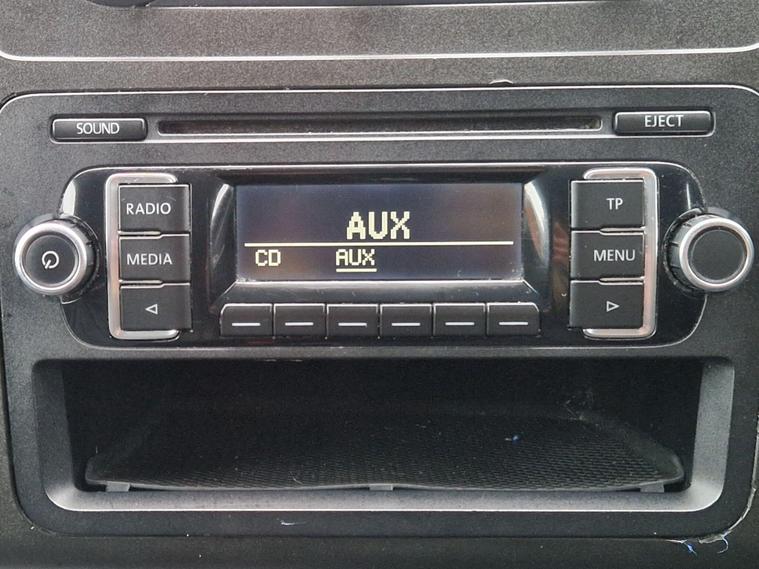 SOUND
EJECT
RADIO
TP
AUX
MEDIA
CD AUX
MENU